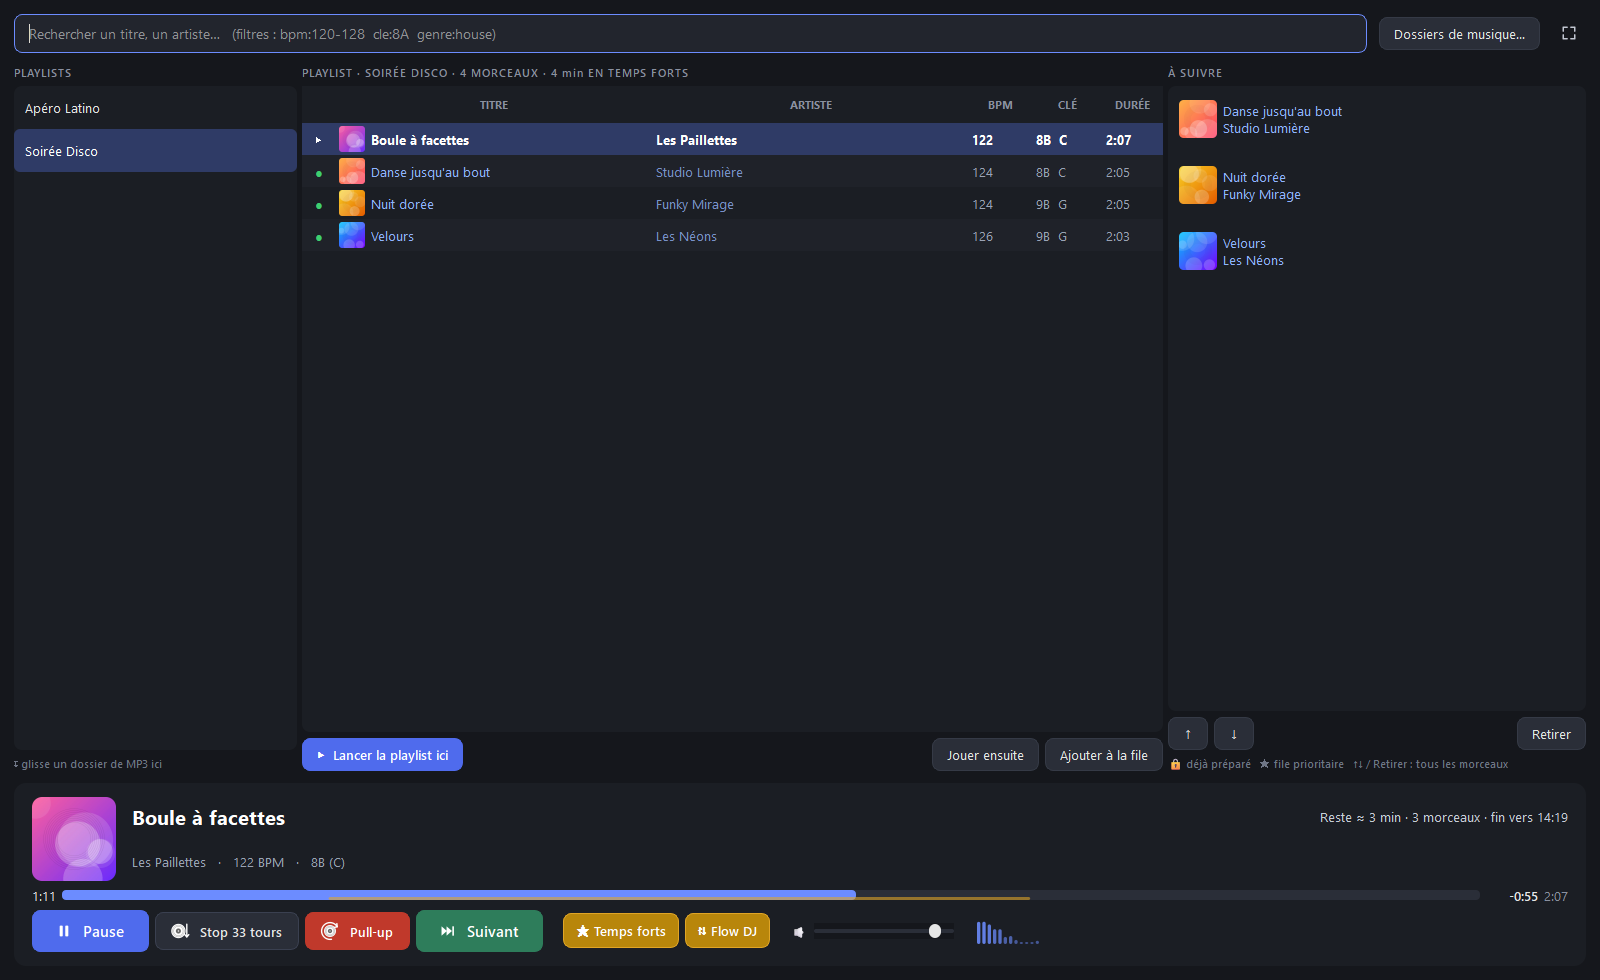 Rechercher un titre, un artiste... (filtres : bpm:120-128 cle:8A genre:house)
Dossiers de musique...
PLAYLISTS
Apéro Latino
Soirée Disco
glisse un dossier de MP3 ici
PLAYLIST · SOIRÉE DISCO · 4 MORCEAUX · 4 min EN TEMPS FORTS
TITRE ARTISTE BPM CLÉ DURÉE
Boule à facettes Les Paillettes 122 8B C 2:07
Danse jusqu'au bout Studio Lumière 124 8B C 2:05
Nuit dorée Funky Mirage 124 9B G 2:05
Velours Les Néons 126 9B G 2:03
Lancer la playlist ici
Jouer ensuite
Ajouter à la file
À SUIVRE
Danse jusqu'au bout
Studio Lumière
Nuit dorée
Funky Mirage
Velours
Les Néons
↑ ↓ Retirer
🔒 déjà préparé ★ file prioritaire ↑↓ / Retirer : tous les morceaux
Boule à facettes
Les Paillettes · 122 BPM · 8B (C)
Reste ≈ 3 min · 3 morceaux · fin vers 14:19
1:11 -0:55 2:07
Pause
Stop 33 tours
Pull-up
Suivant
★ Temps forts
⇅ Flow DJ